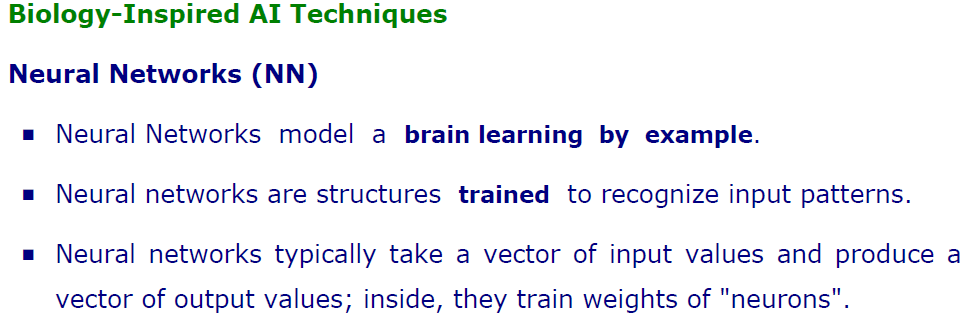 Biology-Inspired AI Techniques
Neural Networks (NN)
▪ Neural Networks model a brain learning by example.
▪ Neural networks are structures trained to recognize input patterns.
▪ Neural networks typically take a vector of input values and produce a
vector of output values; inside, they train weights of "neurons".